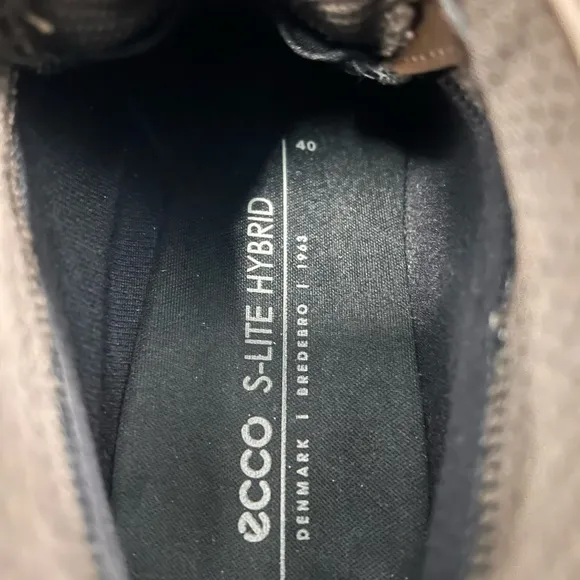 ecco S-LITE HYBRID
DENMARK | BREDEBRO | 1963
40